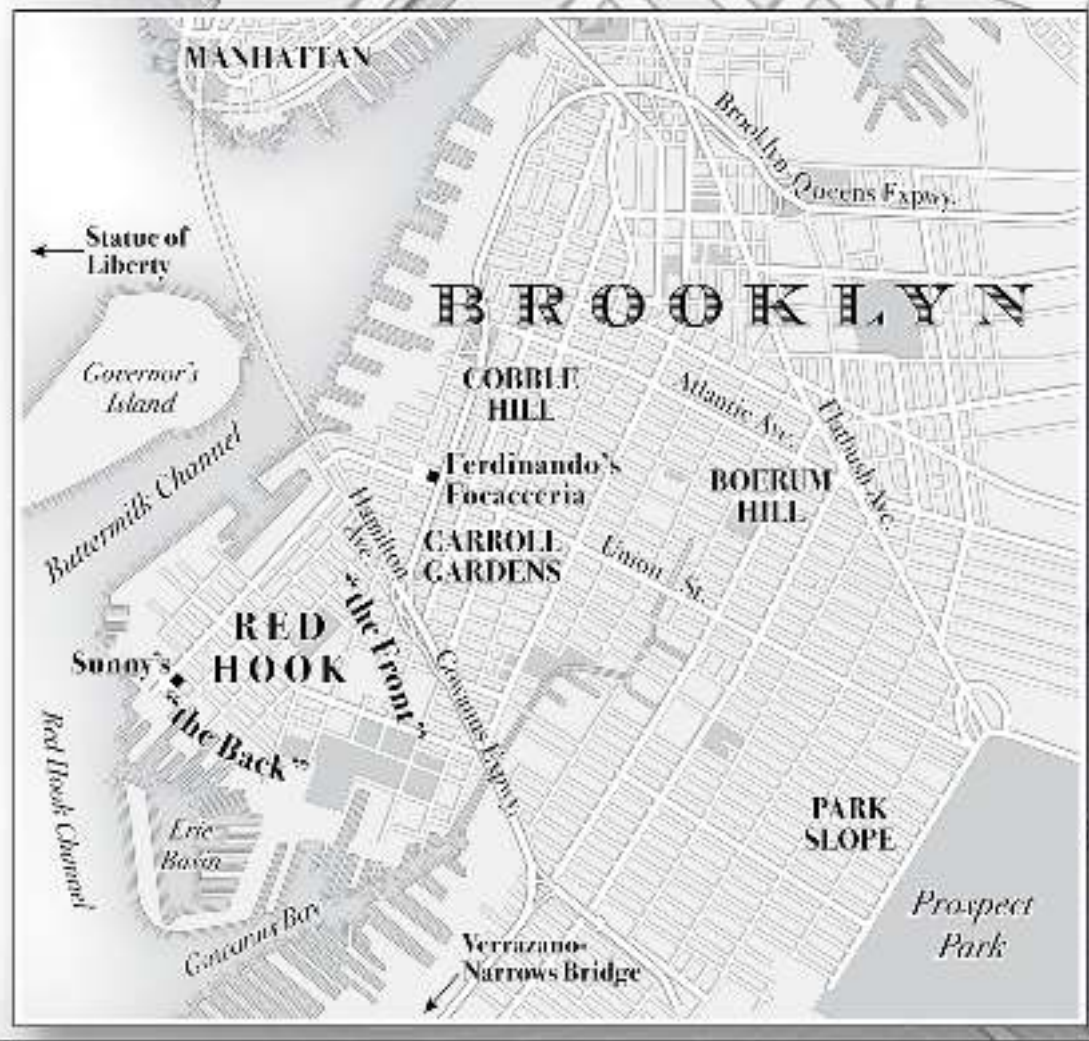 MANHATTAN
Brooklyn-Queens Expwy.
Statue of
Liberty
BROOKLYN
Governor's
Island
COBBLE
HILL
Atlantic Ave.
Flatbush Ave.
Buttermilk Channel
Ferdinando's
Focacceria
BOERUM
HILL
Hamilton
Ave.
CARROLL
GARDENS
Union St.
"the Front"
RED
HOOK
Sunny's
"the Back"
Gowanus Expwy.
Red Hook Channel
PARK
SLOPE
Erie
Basin
Gowanus Bay
Prospect
Park
Verrazano-
Narrows Bridge